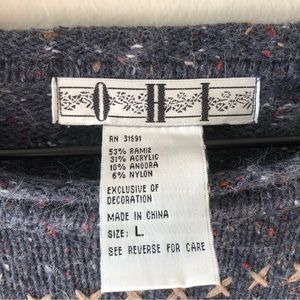 O H I
RN 31591
53% RAMIE
31% ACRYLIC
10% ANGORA
6% NYLON
EXCLUSIVE OF
DECORATION
MADE IN CHINA
SIZE: L
SEE REVERSE FOR CARE